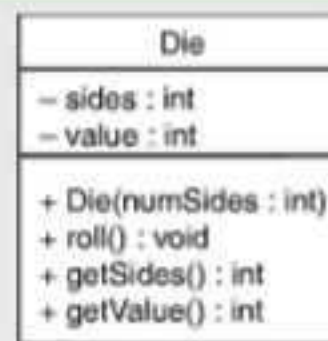 Die
– sides : int
– value : int
+ Die(numSides : int)
+ roll() : void
+ getSides() : int
+ getValue() : int